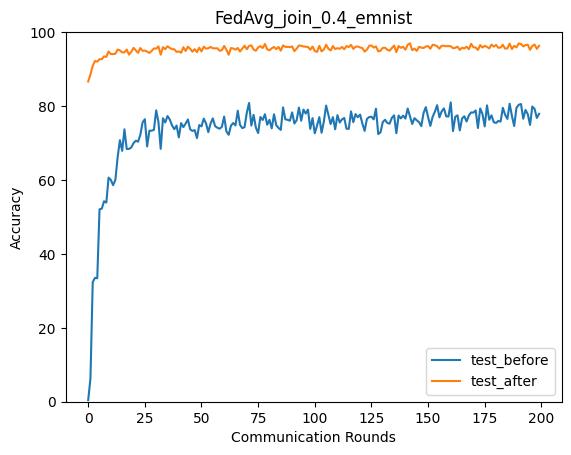 FedAvg_join_0.4_emnist
Accuracy
100
80
60
40
20
0
0 25 50 75 100 125 150 175 200
Communication Rounds
test_before
test_after